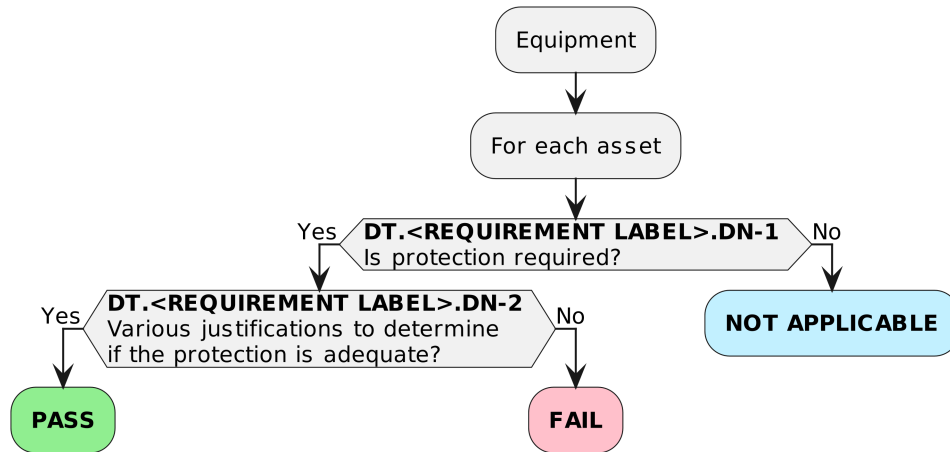 Equipment
For each asset
Yes
DT.<REQUIREMENT LABEL>.DN-1
Is protection required?
No
Yes
DT.<REQUIREMENT LABEL>.DN-2
Various justifications to determine
if the protection is adequate?
No
NOT APPLICABLE
PASS
FAIL